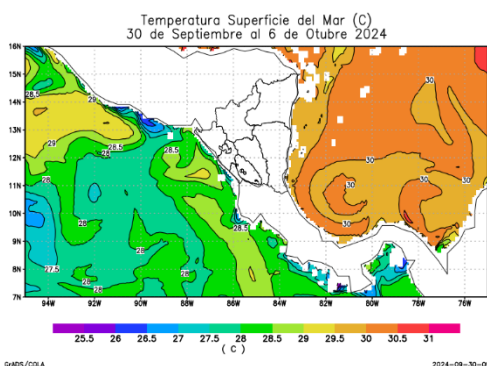 Temperatura Superficie del Mar (C)
30 de Septiembre al 6 de Otubre 2024
16N
15N
14N
13N
12N
11N
10N
9N
8N
7N
28.5
29
28.5
29
28.5
28
28
28
28
27.5
28
28
28.5
30
30
30
30
30
30
94W
92W
90W
88W
86W
84W
82W
80W
78W
76W
25.5 26 26.5 27 27.5 28 28.5 29 29.5 30 30.5 31
(C)
GrADS/COLA